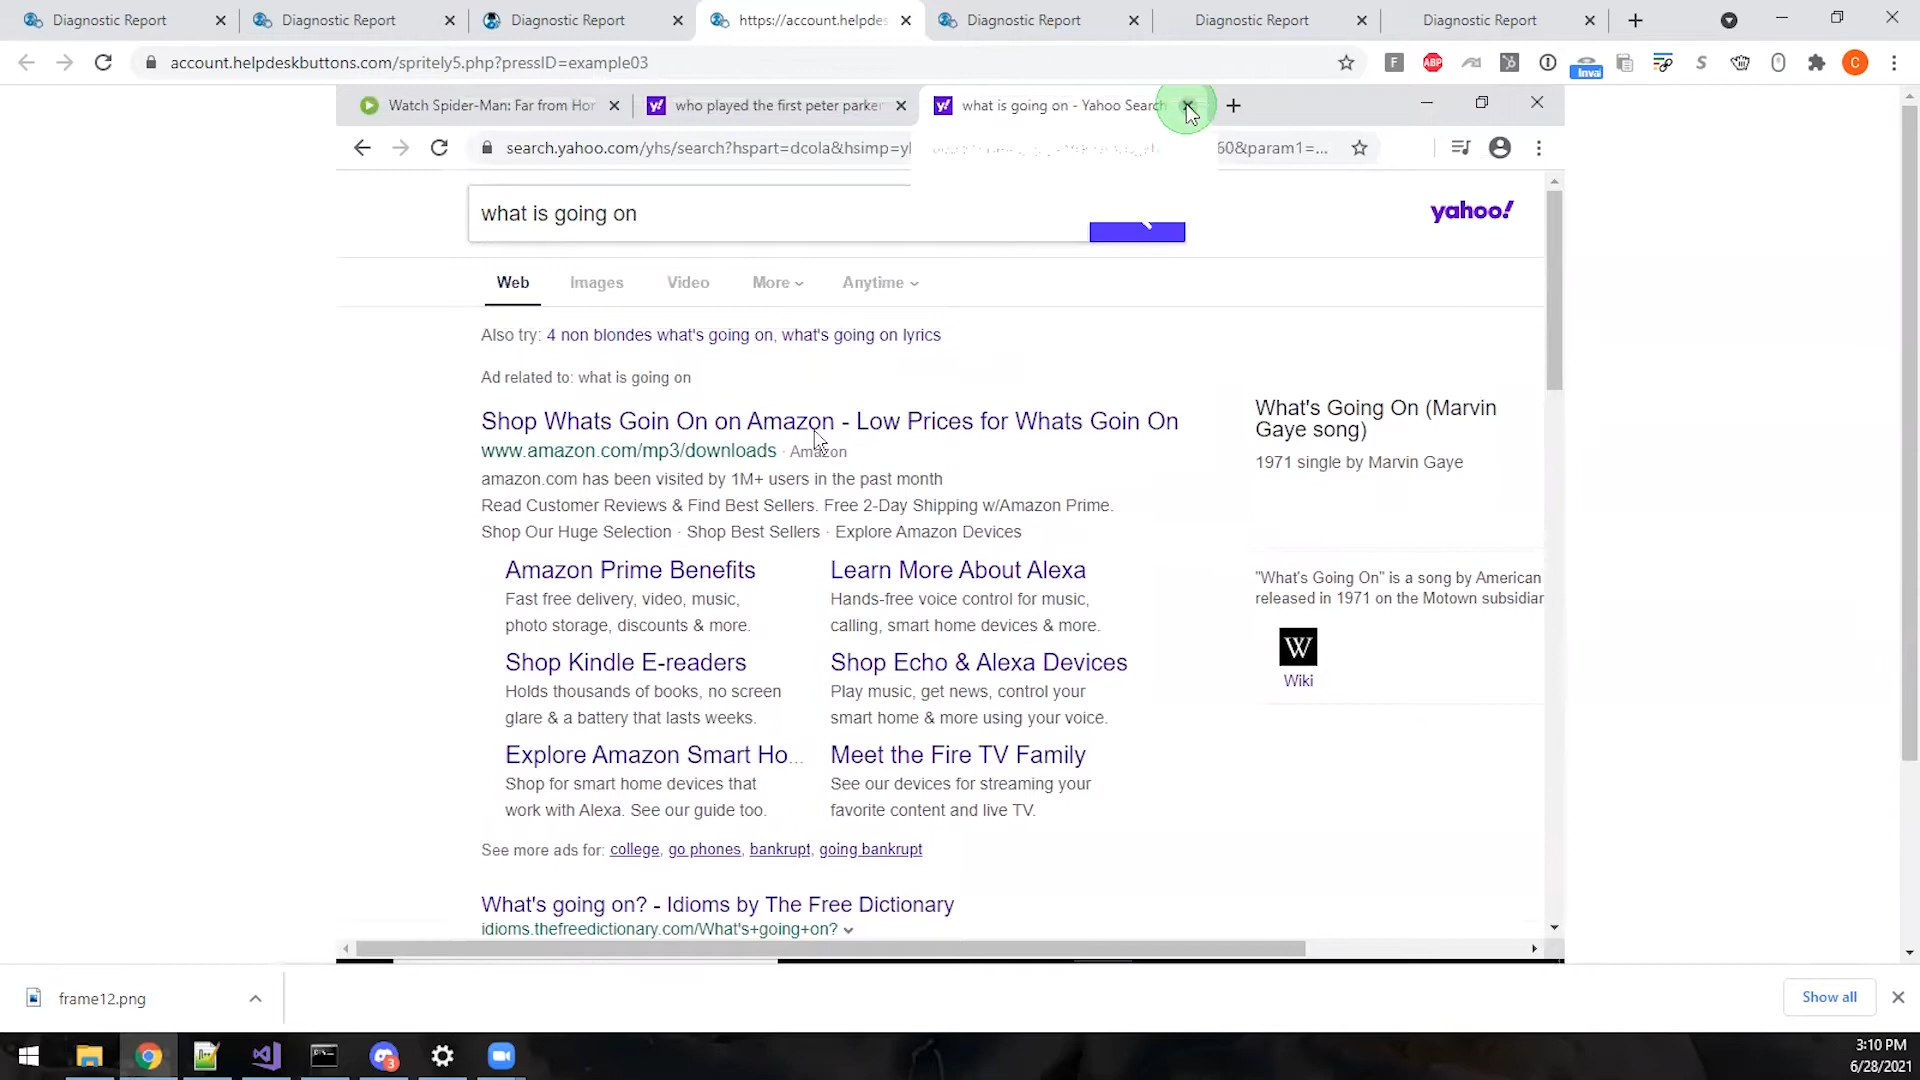 Diagnostic Report
Diagnostic Report
Diagnostic Report
https://account.helpdes
Diagnostic Report
Diagnostic Report
Diagnostic Report
account.helpdeskbuttons.com/spritely5.php?pressID=example03
F
ABP
Invai
S
C
Watch Spider-Man: Far from Hor
y!
who played the first peter parker
y!
what is going on - Yahoo Search
search.yahoo.com/yhs/search?hspart=dcola&hsimp=yl
60&param1=...
what is going on
yahoo!
Web
Images
Video
More
Anytime
Also try: 4 non blondes what's going on, what's going on lyrics
Ad related to: what is going on
Shop Whats Goin On on Amazon - Low Prices for Whats Goin On
www.amazon.com/mp3/downloads · Amazon
amazon.com has been visited by 1M+ users in the past month
Read Customer Reviews & Find Best Sellers. Free 2-Day Shipping w/Amazon Prime.
Shop Our Huge Selection · Shop Best Sellers · Explore Amazon Devices
Amazon Prime Benefits
Fast free delivery, video, music,
photo storage, discounts & more.
Learn More About Alexa
Hands-free voice control for music,
calling, smart home devices & more.
Shop Kindle E-readers
Holds thousands of books, no screen
glare & a battery that lasts weeks.
Shop Echo & Alexa Devices
Play music, get news, control your
smart home & more using your voice.
Explore Amazon Smart Ho...
Shop for smart home devices that
work with Alexa. See our guide too.
Meet the Fire TV Family
See our devices for streaming your
favorite content and live TV.
See more ads for: college, go phones, bankrupt, going bankrupt
What's going on? - Idioms by The Free Dictionary
idioms.thefreedictionary.com/What's+going+on?
What's Going On (Marvin
Gaye song)
1971 single by Marvin Gaye
"What's Going On" is a song by American
released in 1971 on the Motown subsidiar
W
Wiki
frame12.png
Show all
3
3:10 PM
6/28/2021